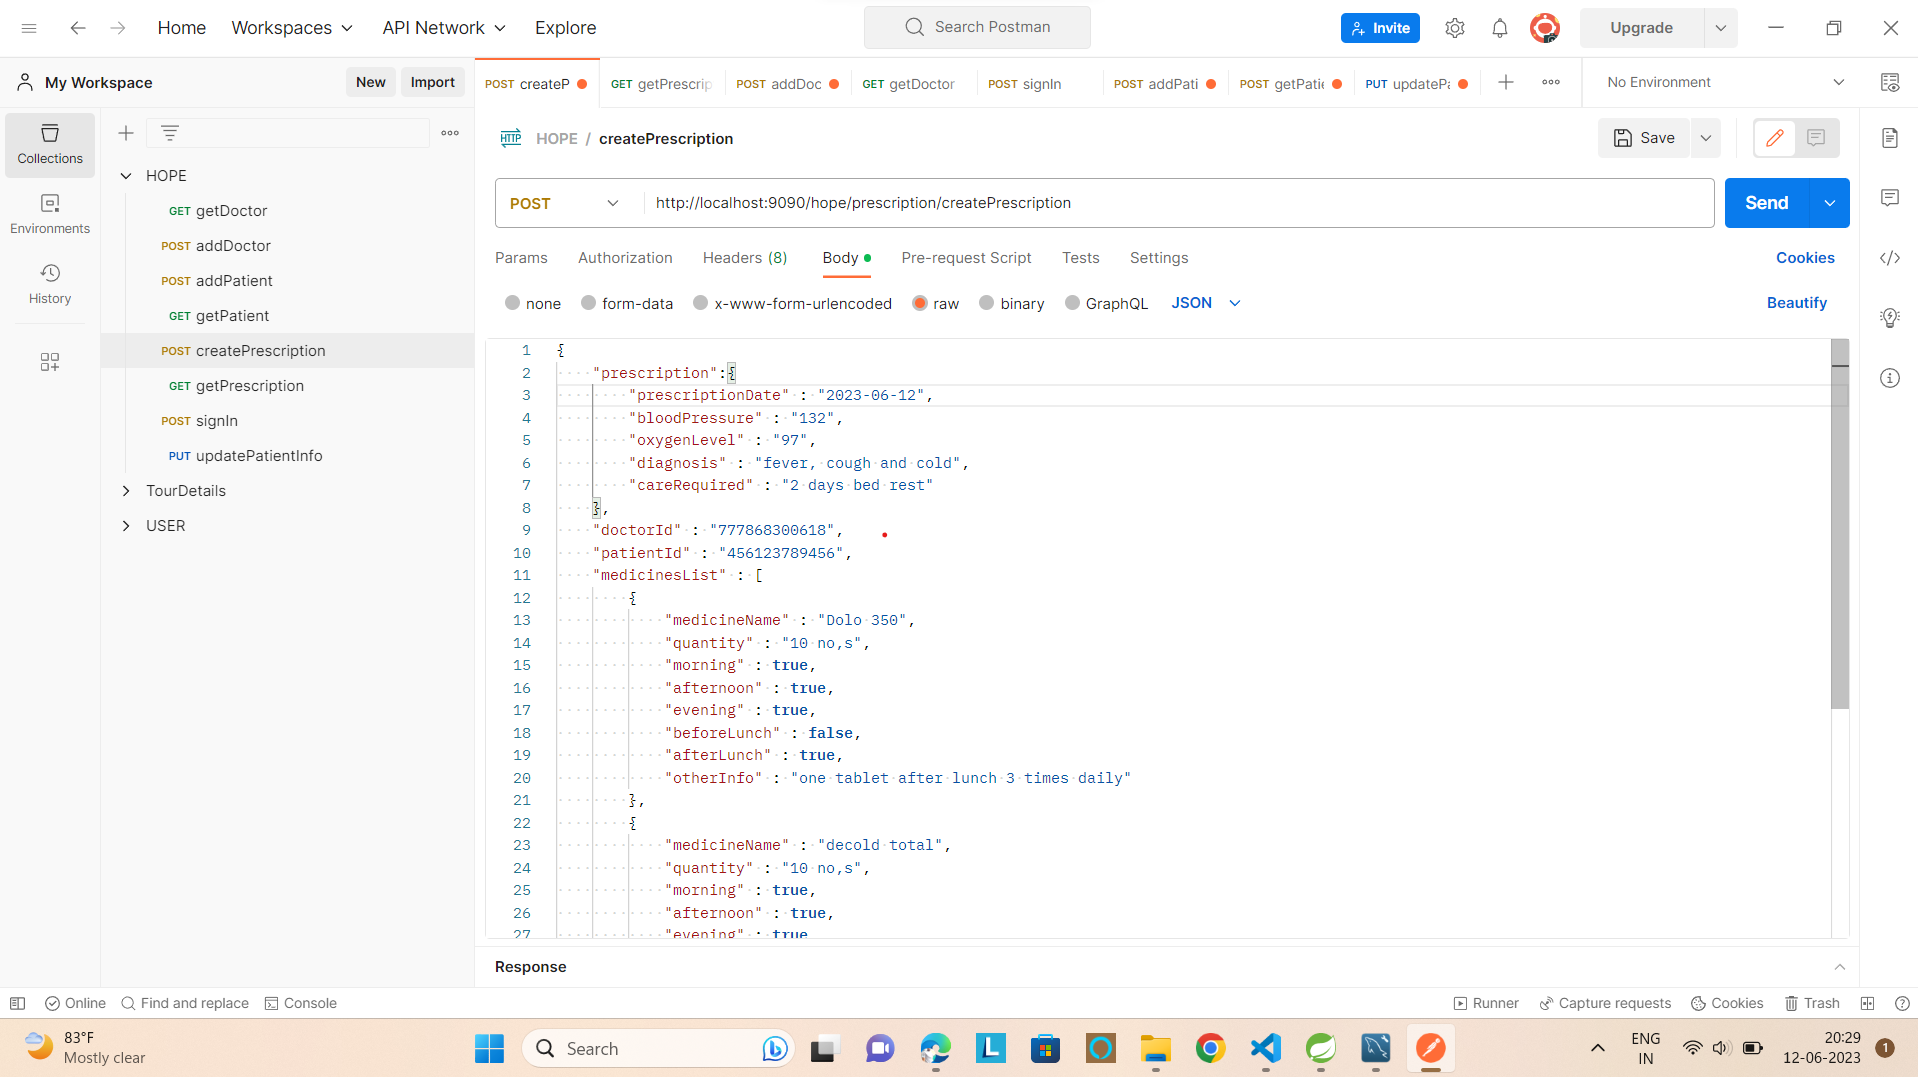 Home Workspaces API Network Explore Search Postman Invite Upgrade
My Workspace New Import POST createP GET getPrescrip POST addDoc GET getDoctor POST signIn POST addPati POST getPatie PUT updatePa No Environment
Collections
Environments
History
HOPE
GET getDoctor
POST addDoctor
POST addPatient
GET getPatient
POST createPrescription
GET getPrescription
POST signIn
PUT updatePatientInfo
TourDetails
USER
HTTP HOPE / createPrescription Save
POST http://localhost:9090/hope/prescription/createPrescription Send
Params Authorization Headers (8) Body Pre-request Script Tests Settings Cookies
none form-data x-www-form-urlencoded raw binary GraphQL JSON Beautify
1 {
2 "prescription":{
3 "prescriptionDate" : "2023-06-12",
4 "bloodPressure" : "132",
5 "oxygenLevel" : "97",
6 "diagnosis" : "fever, cough and cold",
7 "careRequired" : "2 days bed rest"
8 },
9 "doctorId" : "777868300618",
10 "patientId" : "456123789456",
11 "medicinesList" : [
12 {
13 "medicineName" : "Dolo 350",
14 "quantity" : "10 no,s",
15 "morning" : true,
16 "afternoon" : true,
17 "evening" : true,
18 "beforeLunch" : false,
19 "afterLunch" : true,
20 "otherInfo" : "one tablet after lunch 3 times daily"
21 },
22 {
23 "medicineName" : "decold total",
24 "quantity" : "10 no,s",
25 "morning" : true,
26 "afternoon" : true,
27 "evening" : true
Response
Online Find and replace Console Runner Capture requests Cookies Trash
83°F
Mostly clear
Search
L
ENG
IN
20:29
12-06-2023
1